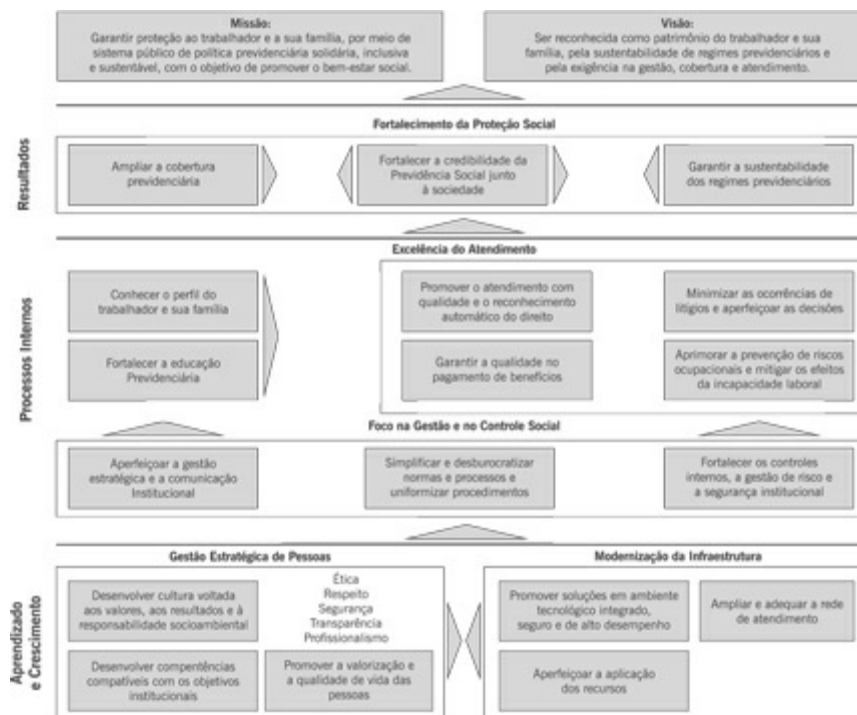 Missão:
Garantir proteção ao trabalhador e a sua família, por meio de
sistema público de política previdenciária solidária, inclusiva
e sustentável, com o objetivo de promover o bem-estar social.
Visão:
Ser reconhecida como patrimônio do trabalhador e sua
família, pela sustentabilidade de regimes previdenciários e
pela exigência na gestão, cobertura e atendimento.
Resultados
Fortalecimento da Proteção Social
Ampliar a cobertura
previdenciária
Fortalecer a credibilidade da
Previdência Social junto
à sociedade
Garantir a sustentabilidade
dos regimes previdenciários
Processos Internos
Excelência do Atendimento
Conhecer o perfil do
trabalhador e sua família
Promover o atendimento com
qualidade e o reconhecimento
automático do direito
Minimizar as ocorrências de
litígios e aperfeiçoar as decisões
Fortalecer a educação
Previdenciária
Garantir a qualidade no
pagamento de benefícios
Aprimorar a prevenção de riscos
ocupacionais e mitigar os efeitos
da incapacidade laboral
Foco na Gestão e no Controle Social
Aperfeiçoar a gestão
estratégica e a comunicação
Institucional
Simplificar e desburocratizar
normas e processos e
uniformizar procedimentos
Fortalecer os controles
internos, a gestão de risco e
a segurança institucional
Aprendizado
e Crescimento
Gestão Estratégica de Pessoas
Desenvolver cultura voltada
aos valores, aos resultados e à
responsabilidade socioambiental
Ética
Respeito
Segurança
Transparência
Profissionalismo
Desenvolver competências
compatíveis com os objetivos
institucionais
Promover a valorização e
a qualidade de vida das
pessoas
Modernização da Infraestrutura
Promover soluções em ambiente
tecnológico integrado,
seguro e de alto desempenho
Ampliar e adequar a rede
de atendimento
Aperfeiçoar a aplicação
dos recursos